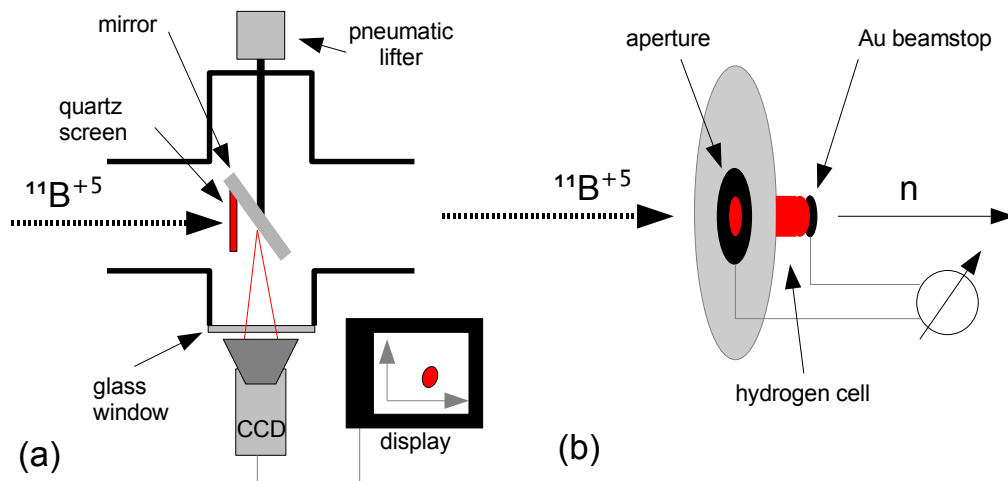 mirror
pneumatic
lifter
quartz
screen
¹¹B⁺⁵
glass
window
CCD
display
(a)
aperture
Au beamstop
¹¹B⁺⁵
n
hydrogen cell
(b)